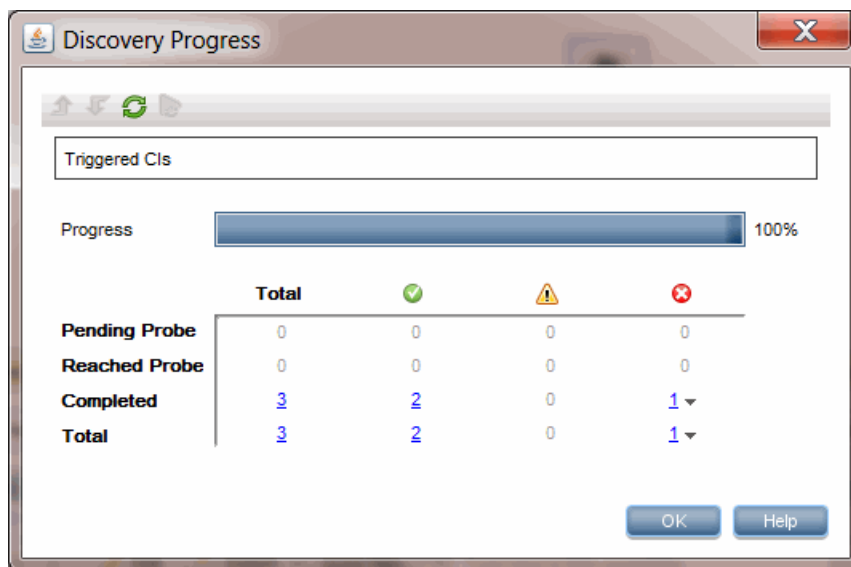 Discovery Progress
Triggered CIs
Progress 100%
Total
Pending Probe 0 0 0 0
Reached Probe 0 0 0 0
Completed 3 2 0 1
Total 3 2 0 1
OK Help